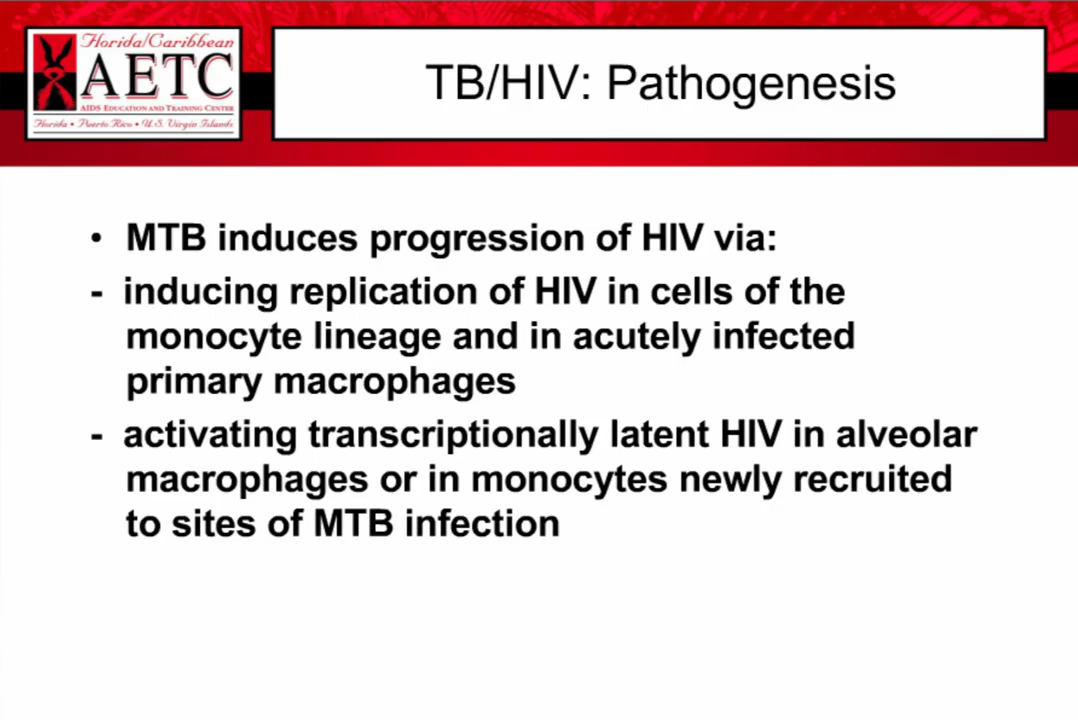 Florida/Caribbean
AETC
AIDS EDUCATION AND TRAINING CENTER
Florida • Puerto Rico • U.S. Virgin Islands
TB/HIV: Pathogenesis
• MTB induces progression of HIV via:
- inducing replication of HIV in cells of the
monocyte lineage and in acutely infected
primary macrophages
- activating transcriptionally latent HIV in alveolar
macrophages or in monocytes newly recruited
to sites of MTB infection